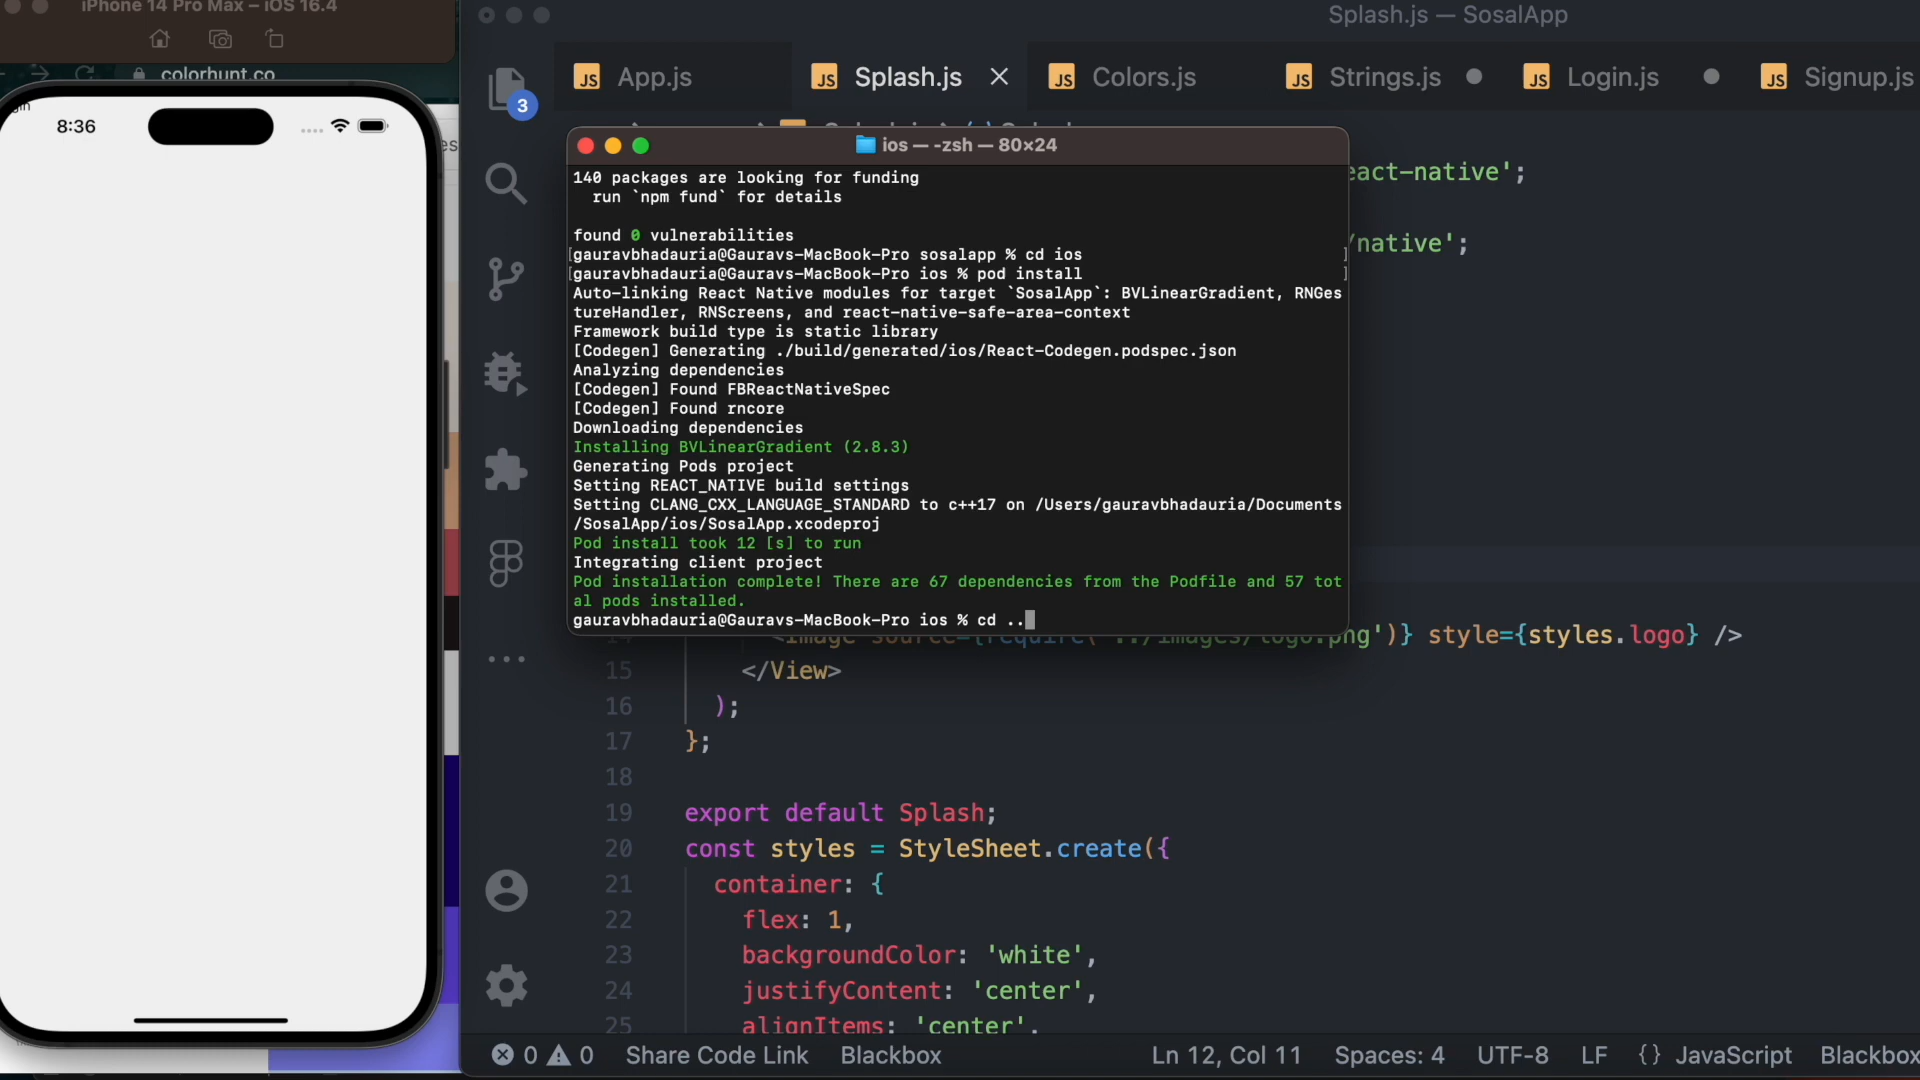 iPhone 14 Pro Max – iOS 16.4
colorhunt.co
8:36
Splash.js — SosalApp
App.js
Splash.js
Colors.js
Strings.js
Login.js
Signup.js
3
ios — -zsh — 80×24
140 packages are looking for funding
run `npm fund` for details
found 0 vulnerabilities
[gauravbhadauria@Gauravs-MacBook-Pro sosalapp % cd ios ]
[gauravbhadauria@Gauravs-MacBook-Pro ios % pod install ]
Auto-linking React Native modules for target `SosalApp`: BVLinearGradient, RNGes
tureHandler, RNScreens, and react-native-safe-area-context
Framework build type is static library
[Codegen] Generating ./build/generated/ios/React-Codegen.podspec.json
Analyzing dependencies
[Codegen] Found FBReactNativeSpec
[Codegen] Found rncore
Downloading dependencies
Installing BVLinearGradient (2.8.3)
Generating Pods project
Setting REACT_NATIVE build settings
Setting CLANG_CXX_LANGUAGE_STANDARD to c++17 on /Users/gauravbhadauria/Documents
/SosalApp/ios/SosalApp.xcodeproj
Pod install took 12 [s] to run
Integrating client project
Pod installation complete! There are 67 dependencies from the Podfile and 57 tot
al pods installed.
gauravbhadauria@Gauravs-MacBook-Pro ios % cd ..
eact-native';
/native';
14 <Image source={require('../images/logo.png')} style={styles.logo} />
15 </View>
16 );
17 };
18
19 export default Splash;
20 const styles = StyleSheet.create({
21 container: {
22 flex: 1,
23 backgroundColor: 'white',
24 justifyContent: 'center',
25 alignItems: 'center',
0 0 Share Code Link Blackbox Ln 12, Col 11 Spaces: 4 UTF-8 LF {} JavaScript Blackbox